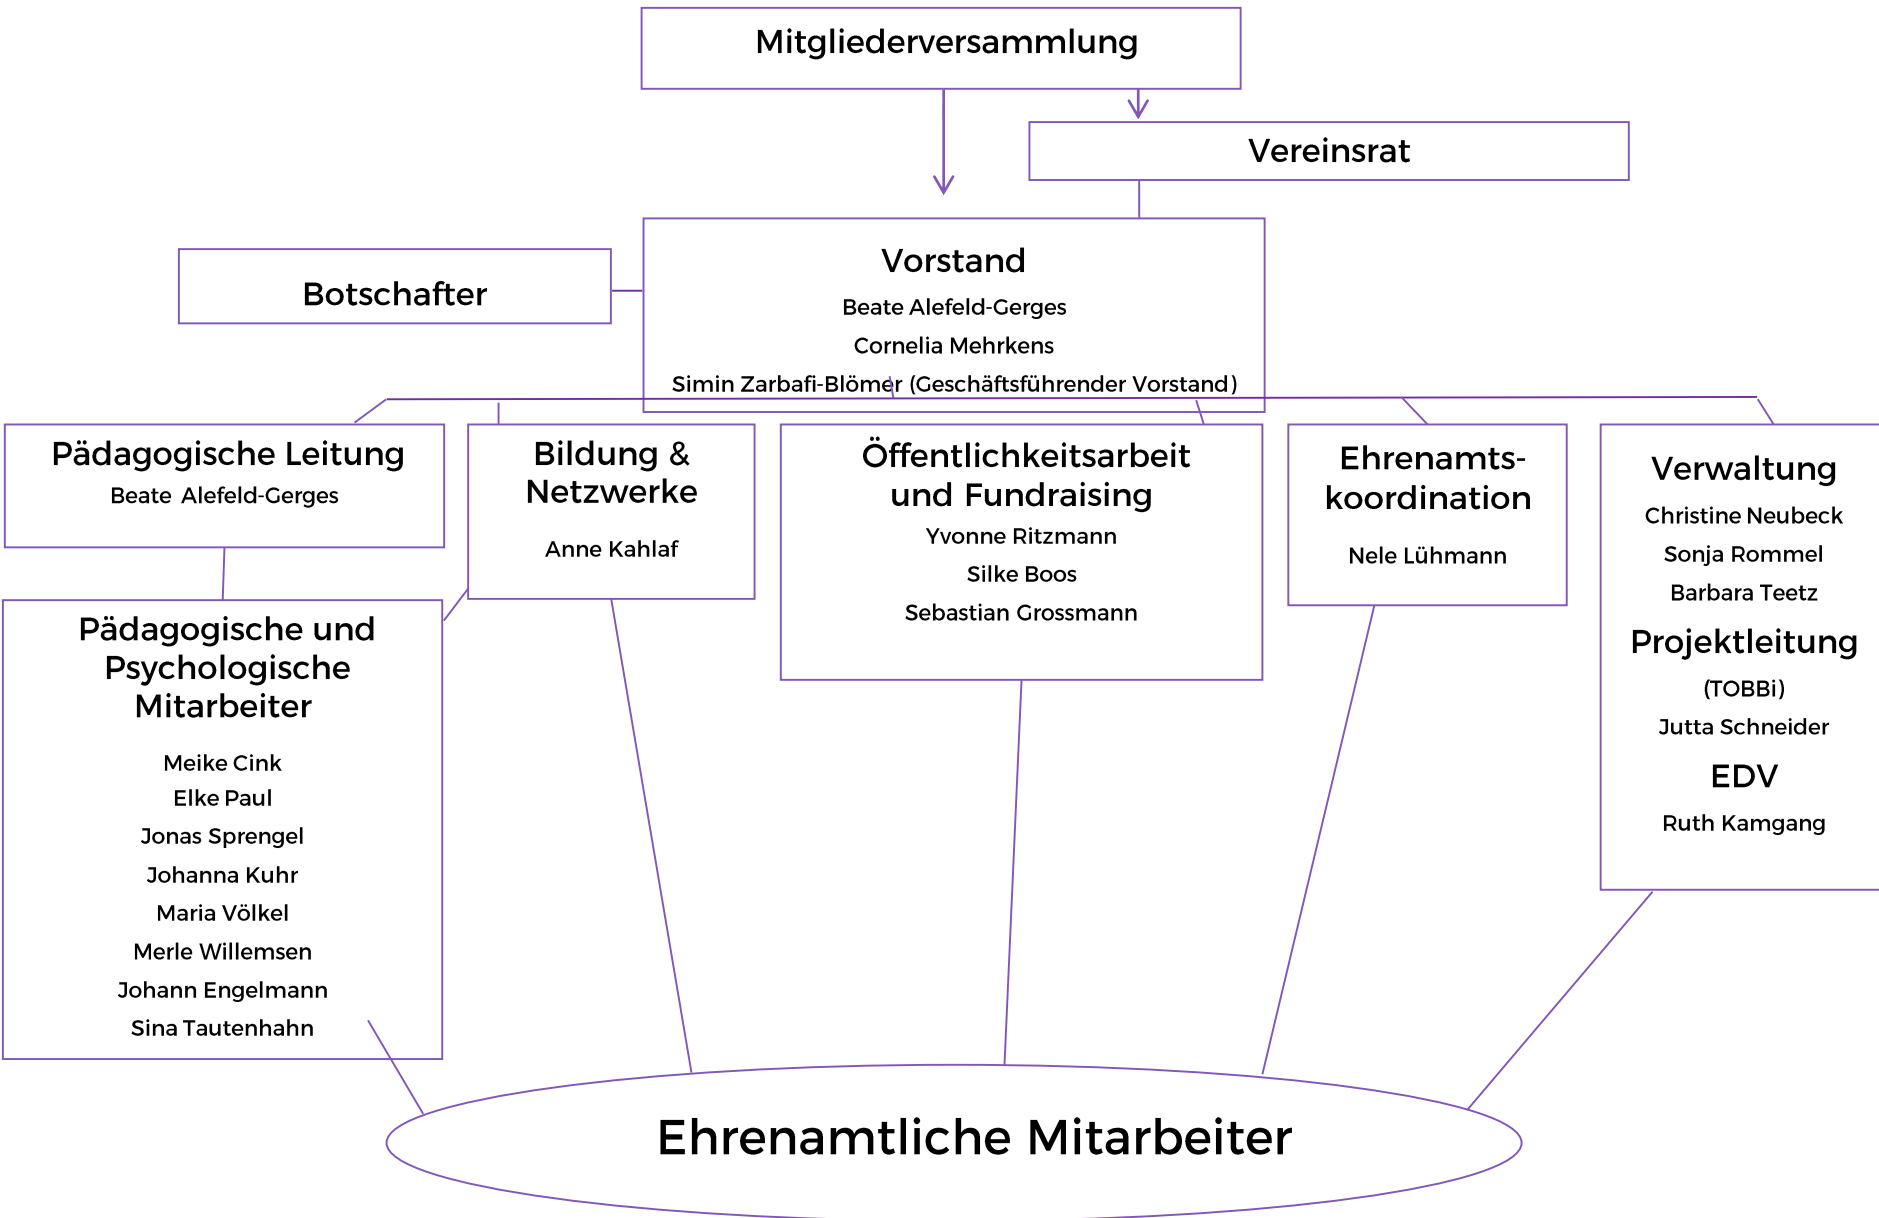 Mitgliederversammlung
Vereinsrat
Vorstand
Beate Alefeld-Gerges
Cornelia Mehrkens
Simin Zarbafi-Blömer (Geschäftsführender Vorstand)
Botschafter
Pädagogische Leitung
Beate Alefeld-Gerges
Bildung &
Netzwerke
Anne Kahlaf
Öffentlichkeitsarbeit
und Fundraising
Yvonne Ritzmann
Silke Boos
Sebastian Grossmann
Ehrenamts-
koordination
Nele Lühmann
Verwaltung
Christine Neubeck
Sonja Rommel
Barbara Teetz
Projektleitung
(TOBBi)
Jutta Schneider
EDV
Ruth Kamgang
Pädagogische und
Psychologische
Mitarbeiter
Meike Cink
Elke Paul
Jonas Sprengel
Johanna Kuhr
Maria Völkel
Merle Willemsen
Johann Engelmann
Sina Tautenhahn
Ehrenamtliche Mitarbeiter